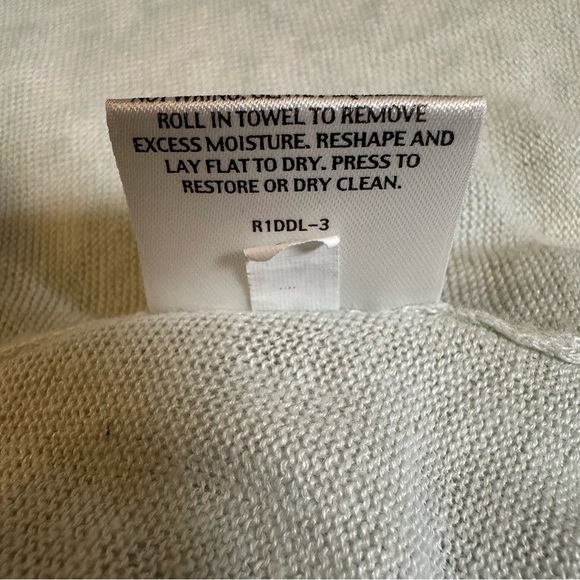 ROLL IN TOWEL TO REMOVE
EXCESS MOISTURE. RESHAPE AND
LAY FLAT TO DRY. PRESS TO
RESTORE OR DRY CLEAN.
R1DDL-3